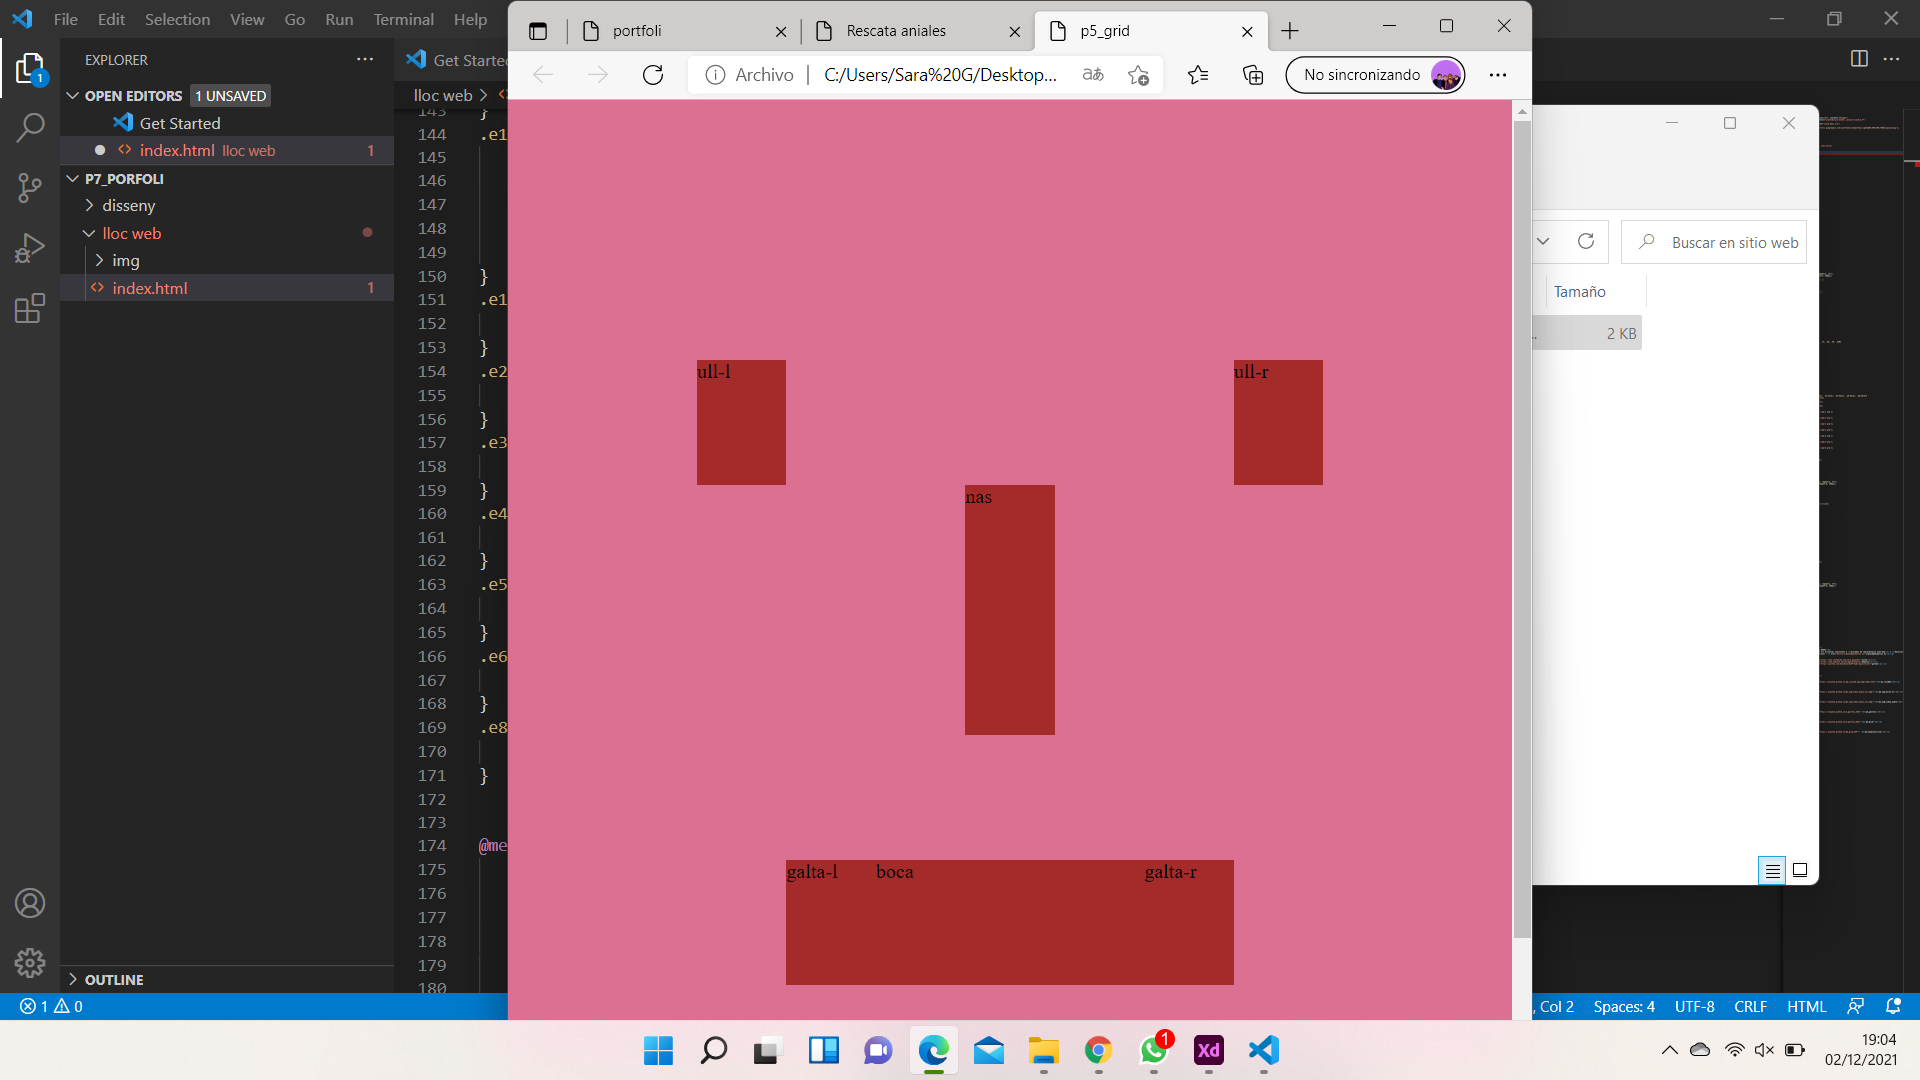 File Edit Selection View Go Run Terminal Help
portfoli
Rescata aniales
p5_grid
Archivo
C:/Users/Sara%20G/Desktop...
No sincronizando
EXPLORER
OPEN EDITORS 1 UNSAVED
Get Started
index.html lloc web 1
P7_PORFOLI
disseny
lloc web
img
index.html 1
OUTLINE
Get Started
lloc web
143 }
144 .e1
145
146
147
148
149
150 }
151 .e1
152
153 }
154 .e2
155
156 }
157 .e3
158
159 }
160 .e4
161
162 }
163 .e5
164
165 }
166 .e6
167
168 }
169 .e8
170
171 }
172
173
174 @me
175
176
177
178
179
180
ull-l
ull-r
nas
galta-l
boca
galta-r
Buscar en sitio web
Tamaño
2 KB
1 0
, Col 2 Spaces: 4 UTF-8 CRLF HTML
Xd
1
19:04
02/12/2021